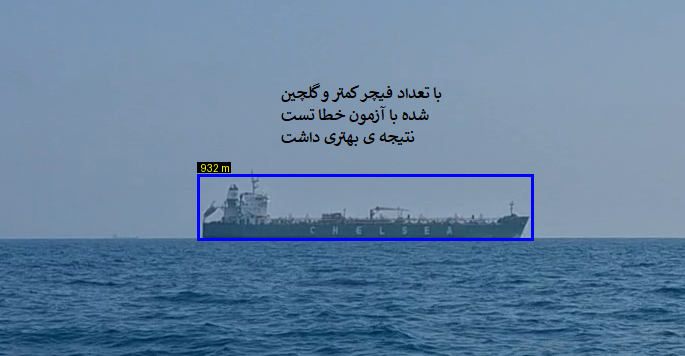 با تعداد فیچر کمتر و گلچین
شده با آزمون خطا تست
نتیجه ی بهتری داشت
932 m
CHELSEA